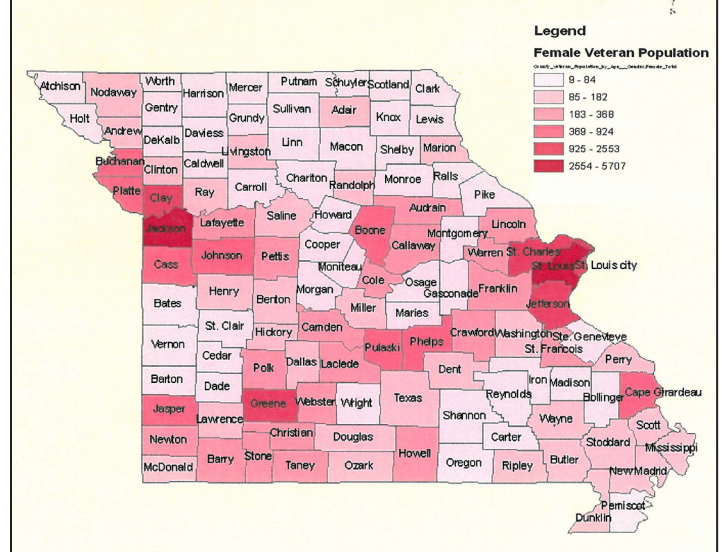 Legend
Female Veteran Population
County_Veteran_Population_by_Age___Gender.Female_Total
9 - 84
85 - 182
183 - 368
369 - 924
925 - 2553
2554 - 5707
Atchison
Nodaway
Worth
Harrison
Mercer
Putnam
Schuyler
Scotland
Clark
Holt
Gentry
Sullivan
Adair
Knox
Lewis
Andrew
DeKalb
Daviess
Grundy
Linn
Macon
Shelby
Marion
Buchanan
Clinton
Caldwell
Livingston
Chariton
Randolph
Monroe
Ralls
Pike
Platte
Clay
Ray
Carroll
Audrain
Jackson
Lafayette
Saline
Howard
Boone
Callaway
Montgomery
Lincoln
Warren
St. Charles
St. Louis
St. Louis city
Cass
Johnson
Pettis
Cooper
Moniteau
Cole
Osage
Gasconade
Franklin
Jefferson
Bates
Henry
Benton
Morgan
Miller
Maries
Vernon
St. Clair
Hickory
Camden
Pulaski
Phelps
Crawford
Washington
Ste. Genevieve
St. Francois
Perry
Cedar
Barton
Dade
Polk
Dallas
Laclede
Dent
Reynolds
Iron
Madison
Bollinger
Cape Girardeau
Jasper
Lawrence
Greene
Webster
Wright
Texas
Shannon
Wayne
Scott
Newton
Christian
Douglas
Howell
Carter
Stoddard
Mississippi
McDonald
Barry
Stone
Taney
Ozark
Oregon
Ripley
Butler
New Madrid
Pemiscot
Dunklin